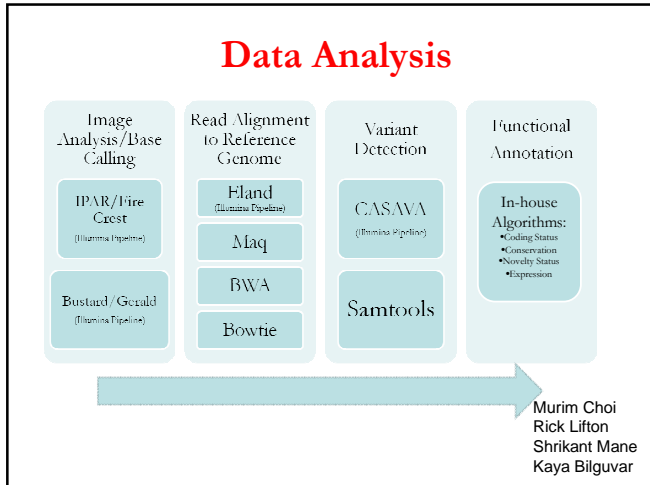 Data Analysis
Image
Analysis/Base
Calling
IPAR/Fire
Crest
(Illumina Pipeline)
Bustard/Gerald
(Illumina Pipeline)
Read Alignment
to Reference
Genome
Eland
(Illumina Pipeline)
Maq
BWA
Bowtie
Variant
Detection
CASAVA
(Illumina Pipeline)
Samtools
Functional
Annotation
In-house
Algorithms:
•Coding Status
•Conservation
•Novelty Status
•Expression
Murim Choi
Rick Lifton
Shrikant Mane
Kaya Bilguvar